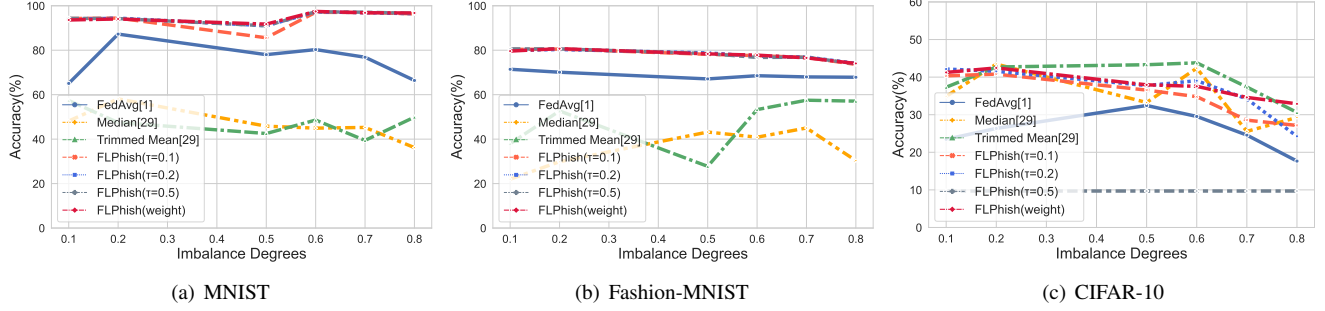 100
80
60
40
20
0
Accuracy(%)
FedAvg[1]
Median[29]
Trimmed Mean[29]
FLPhish(τ=0.1)
FLPhish(τ=0.2)
FLPhish(τ=0.5)
FLPhish(weight)
0.1 0.2 0.3 0.4 0.5 0.6 0.7 0.8
Imbalance Degrees
(a) MNIST
100
80
60
40
20
0
Accuracy(%)
FedAvg[1]
Median[29]
Trimmed Mean[29]
FLPhish(τ=0.1)
FLPhish(τ=0.2)
FLPhish(τ=0.5)
FLPhish(weight)
0.1 0.2 0.3 0.4 0.5 0.6 0.7 0.8
Imbalance Degrees
(b) Fashion-MNIST
60
50
40
30
20
10
0
Accuracy(%)
FedAvg[1]
Median[29]
Trimmed Mean[29]
FLPhish(τ=0.1)
FLPhish(τ=0.2)
FLPhish(τ=0.5)
FLPhish(weight)
0.1 0.2 0.3 0.4 0.5 0.6 0.7 0.8
Imbalance Degrees
(c) CIFAR-10